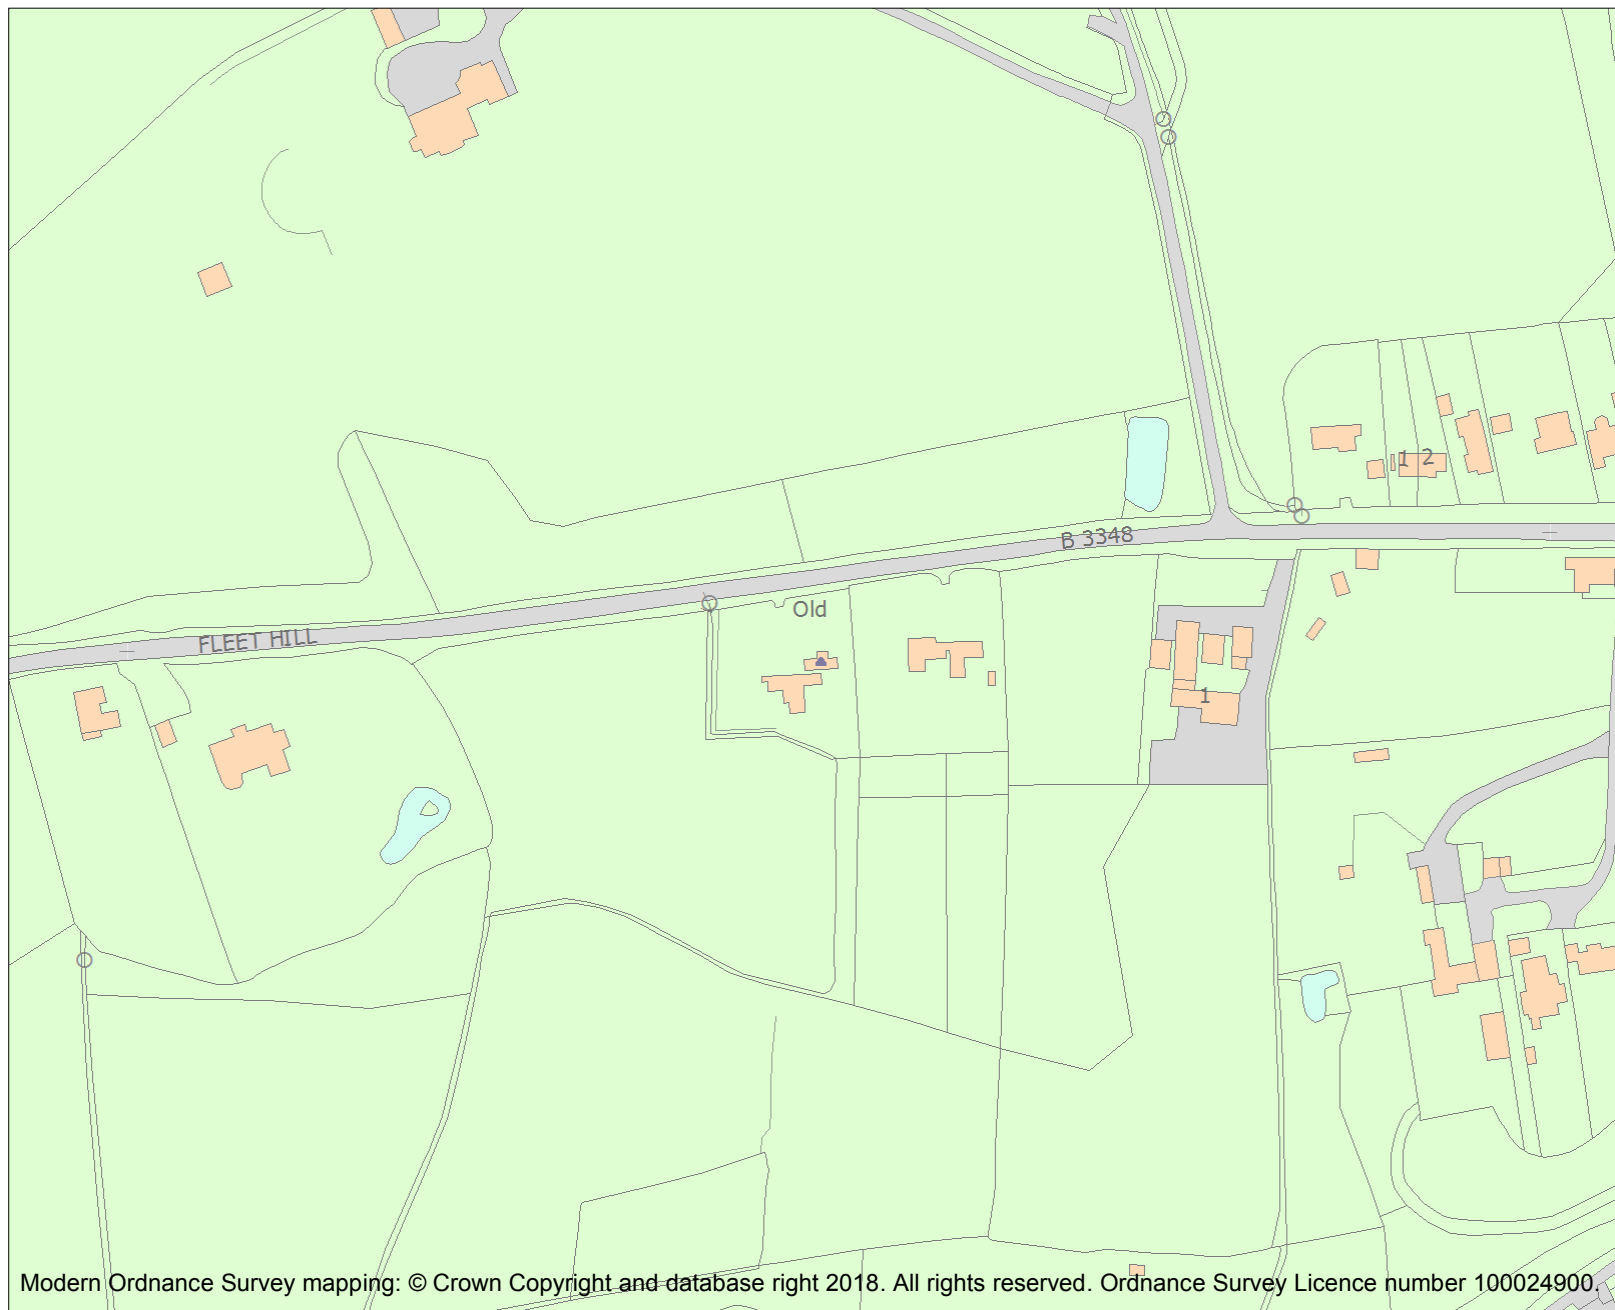 1 2
B 3348
Old
FLEET HILL
1
Modern Ordnance Survey mapping: © Crown Copyright and database right 2018. All rights reserved. Ordnance Survey Licence number 100024900.